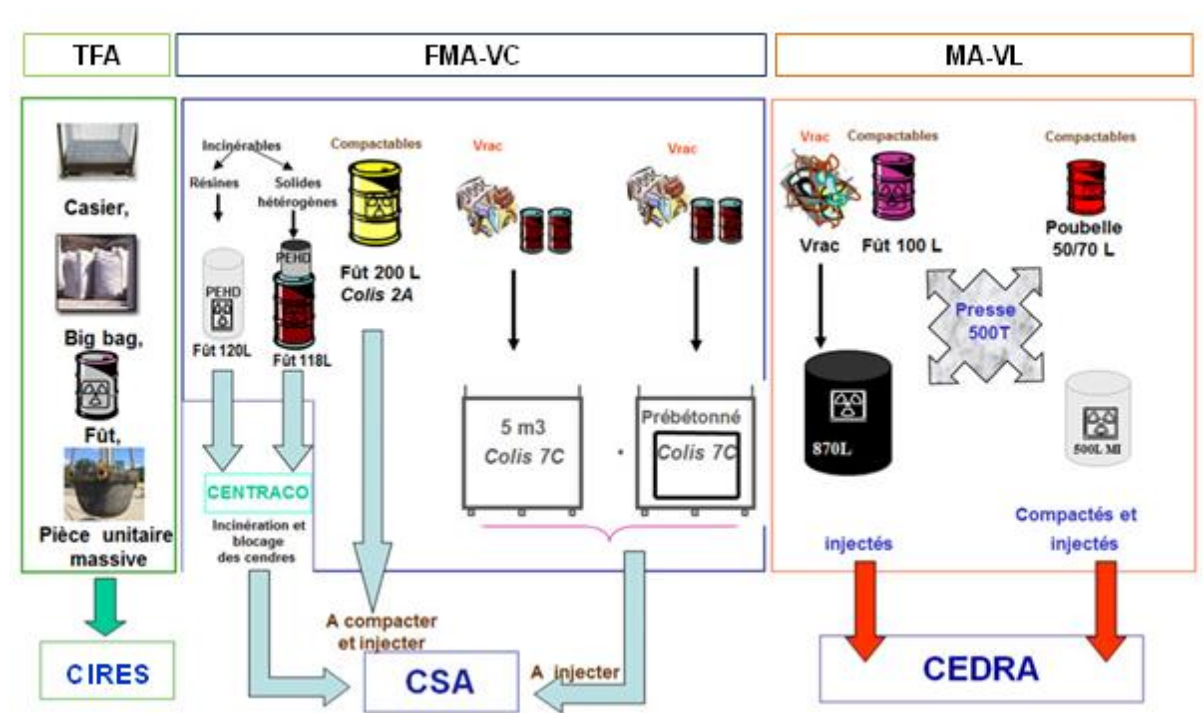 TFA
FMA-VC
MA-VL
Casier,
Big bag,
Fût,
Pièce unitaire
massive
CIRES
Incinérables
Résines
Solides
hétérogènes
PEHD
Fût 120L
PEHD
Fût 118L
CENTRACO
Incinération et
blocage
des cendres
Compactables
Fût 200 L
Colis 2A
A compacter
et injecter
Vrac
5 m3
Colis 7C
Vrac
Prébétonné
Colis 7C
A injecter
CSA
Vrac
Compactables
Vrac
Fût 100 L
870L
injectés
Presse
500T
Compactables
Poubelle
50/70 L
500L MI
Compactés et
injectés
CEDRA